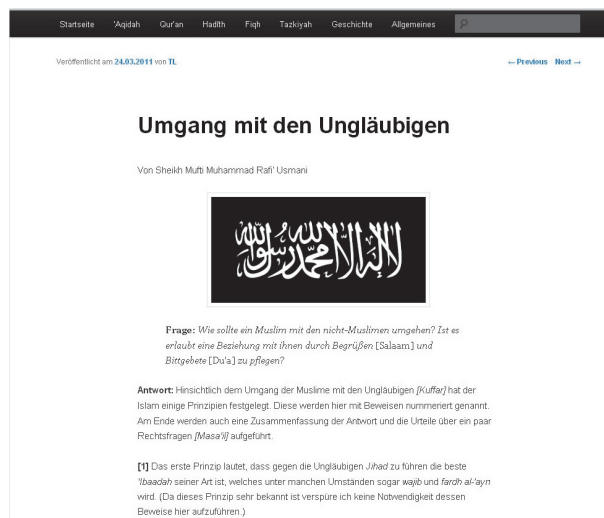 Startseite 'Aqidah Qur'an Hadîth Fiqh Tazkiyah Geschichte Allgemeines
Veröffentlicht am 24.03.2011 von TL ← Previous Next →
Umgang mit den Ungläubigen
Von Sheikh Mufti Muhammad Rafi' Usmani
لا إله إلا الله محمد رسول الله
Frage: Wie sollte ein Muslim mit den nicht-Muslimen umgehen? Ist es
erlaubt eine Beziehung mit ihnen durch Begrüßen [Salaam] und
Bittgebete [Du'a] zu pflegen?
Antwort: Hinsichtlich dem Umgang der Muslime mit den Ungläubigen [Kuffar] hat der
Islam einige Prinzipien festgelegt. Diese werden hier mit Beweisen nummeriert genannt.
Am Ende werden auch eine Zusammenfassung der Antwort und die Urteile über ein paar
Rechtsfragen [Masa'il] aufgeführt.
[1] Das erste Prinzip lautet, dass gegen die Ungläubigen Jihad zu führen die beste
'Ibaadah seiner Art ist, welches unter manchen Umständen sogar wajib und fardh al-'ayn
wird. (Da dieses Prinzip sehr bekannt ist verspüre ich keine Notwendigkeit dessen
Beweise hier aufzuführen.)